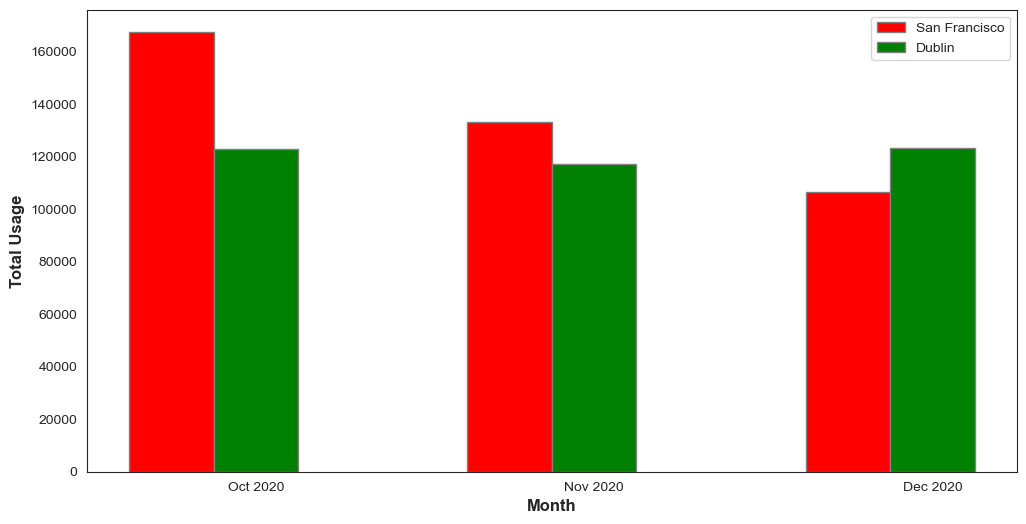 San Francisco
Dublin
160000
140000
120000
100000
80000
60000
40000
20000
0
Total Usage
Oct 2020
Nov 2020
Dec 2020
Month